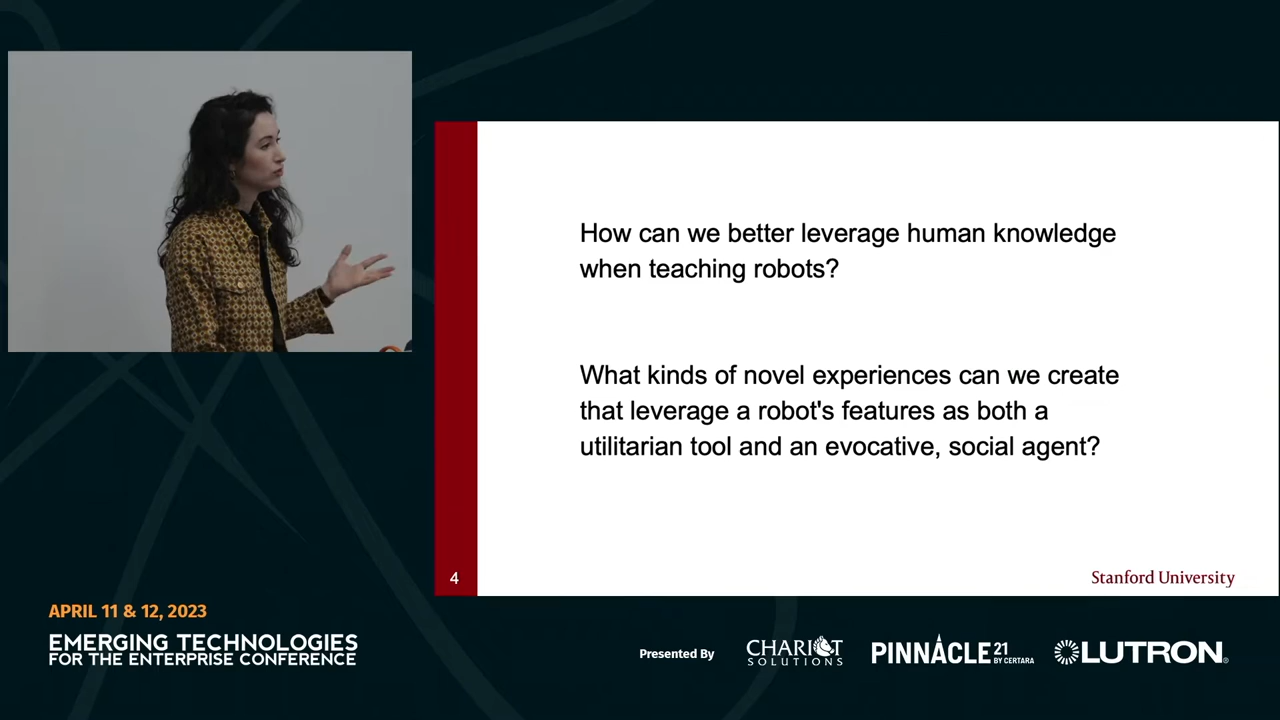 How can we better leverage human knowledge
when teaching robots?
What kinds of novel experiences can we create
that leverage a robot's features as both a
utilitarian tool and an evocative, social agent?
4
Stanford University
APRIL 11 & 12, 2023
EMERGING TECHNOLOGIES
FOR THE ENTERPRISE CONFERENCE
Presented By
CHARIOT
SOLUTIONS
PINNACLE 21
BY CERTARA
LUTRON